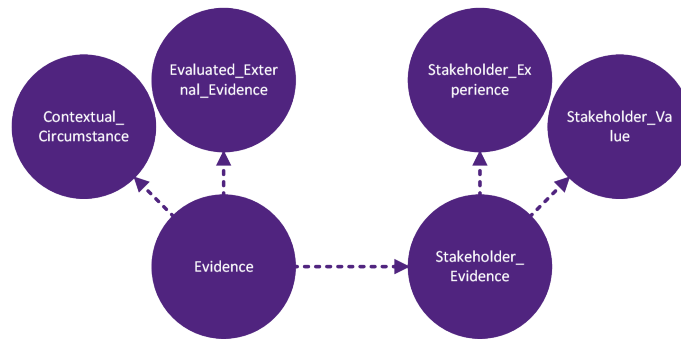 Evaluated_Exter
nal_Evidence
Stakeholder_Ex
perience
Contextual_
Circumstance
Stakeholder_Va
lue
Evidence
Stakeholder_
Evidence